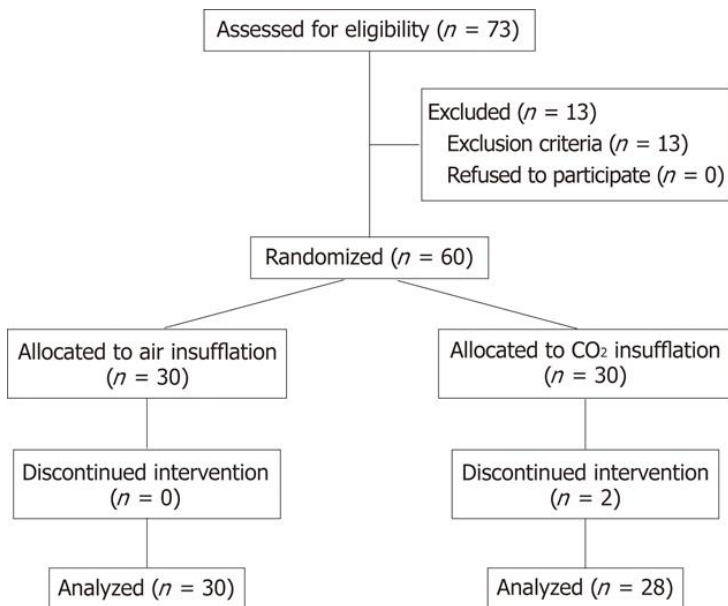 Assessed for eligibility (n = 73)
Excluded (n = 13)
Exclusion criteria (n = 13)
Refused to participate (n = 0)
Randomized (n = 60)
Allocated to air insufflation
(n = 30)
Allocated to CO₂ insufflation
(n = 30)
Discontinued intervention
(n = 0)
Discontinued intervention
(n = 2)
Analyzed (n = 30)
Analyzed (n = 28)